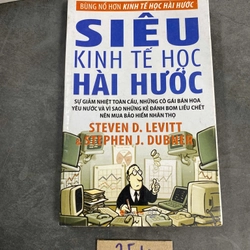 BÙNG NỔ HƠN KINH TẾ HỌC HÀI HƯỚC
SIÊU
KINH TẾ HỌC
HÀI HƯỚC
SỰ GIẢM NHIỆT TOÀN CẦU, NHỮNG CÔ GÁI BÁN HOA
YÊU NƯỚC VÀ VÌ SAO NHỮNG KẺ ĐÁNH BOM LIỀU CHẾT
NÊN MUA BẢO HIỂM NHÂN THỌ
STEVEN D. LEVITT
& STEPHEN J. DUBNER